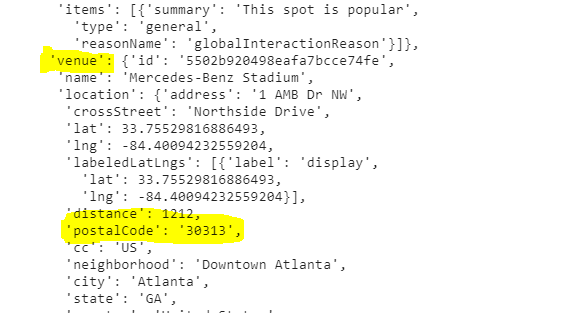 'items': [{'summary': 'This spot is popular',
'type': 'general',
'reasonName': 'globalInteractionReason'}]},
'venue': {'id': '5502b920498eafa7bcce74fe',
'name': 'Mercedes-Benz Stadium',
'location': {'address': '1 AMB Dr NW',
'crossStreet': 'Northside Drive',
'lat': 33.75529816886493,
'lng': -84.40094232559204,
'labeledLatLngs': [{'label': 'display',
'lat': 33.75529816886493,
'lng': -84.40094232559204}],
'distance': 1212,
'postalCode': '30313',
'cc': 'US',
'neighborhood': 'Downtown Atlanta',
'city': 'Atlanta',
'state': 'GA',